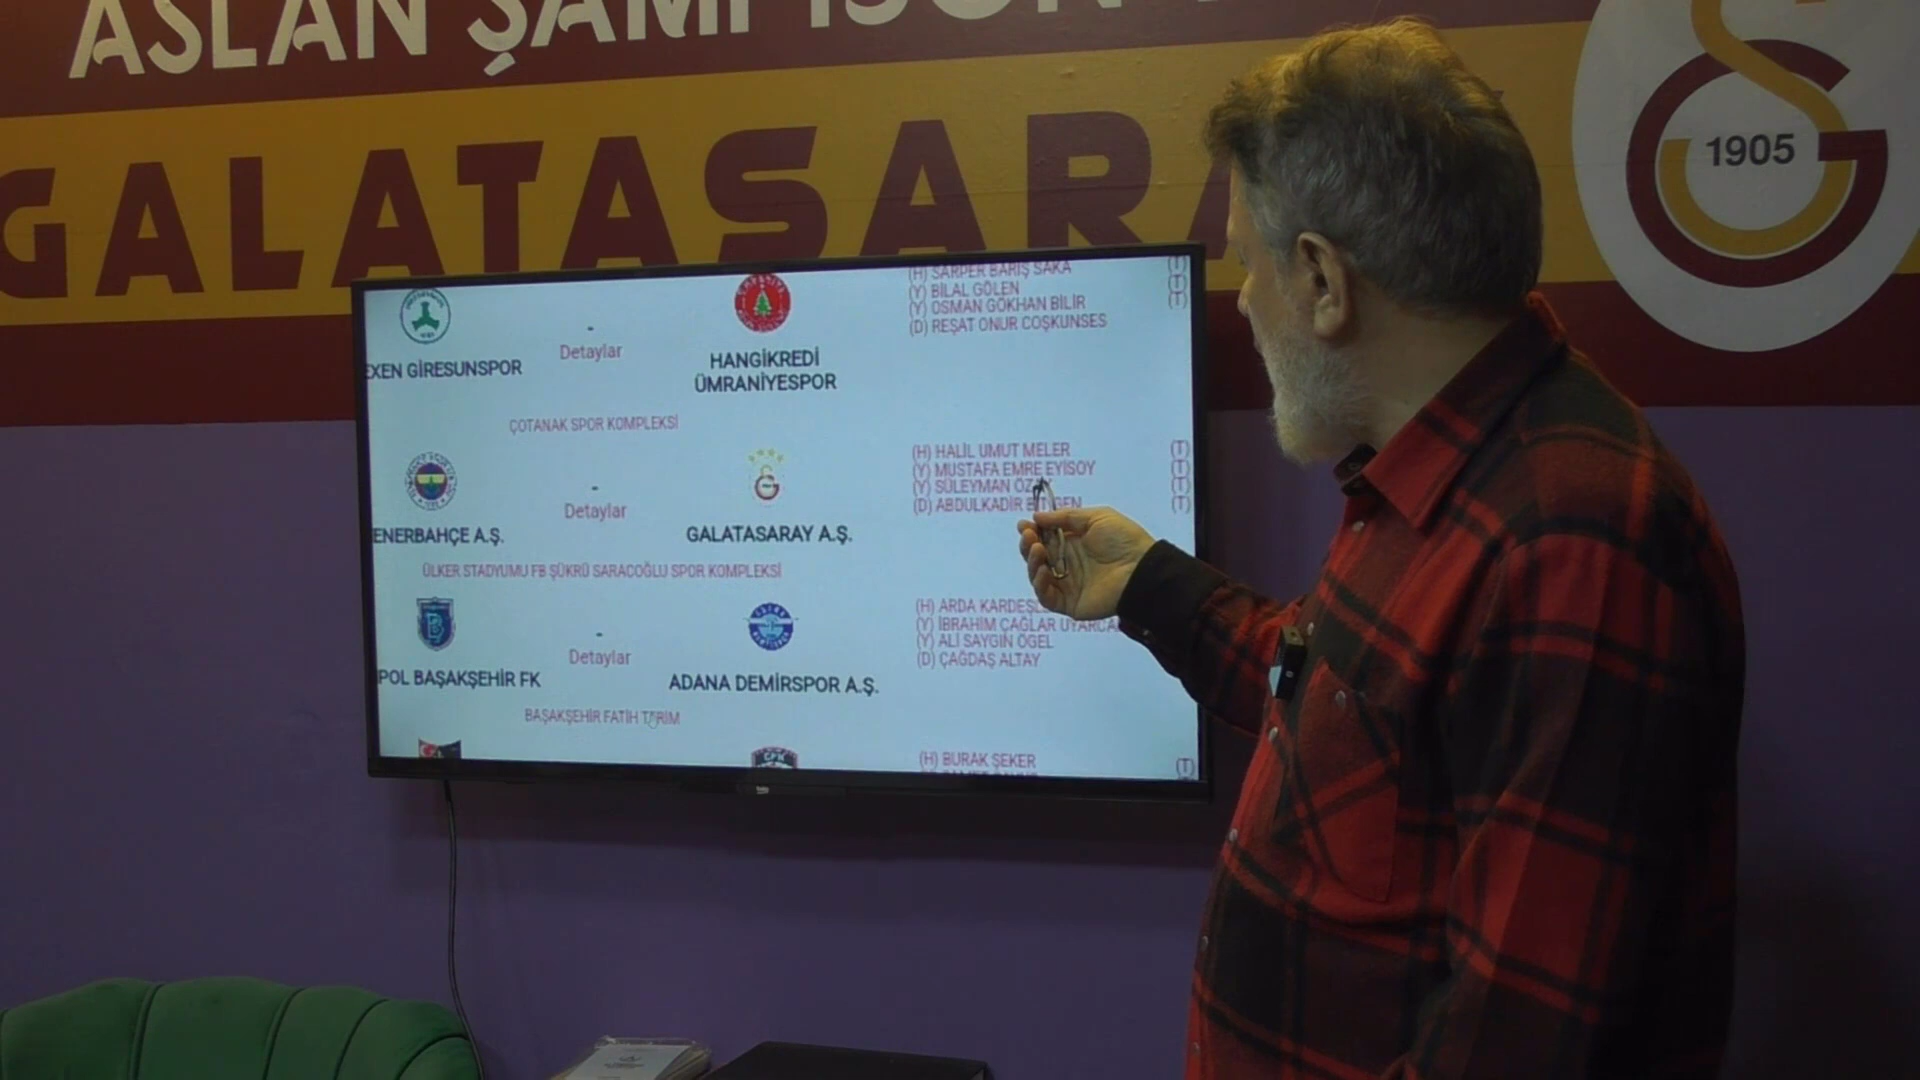 ASLAN ŞAMPİYON
GALATASARAY
1905
(H) SARPER BARIŞ SAKA (T)
(Y) BİLAL GÖLEN (T)
(Y) OSMAN GÖKHAN BİLİR (T)
(D) REŞAT ONUR COŞKUNSES
Detaylar
EXEN GİRESUNSPOR
HANGİKREDİ
ÜMRANİYESPOR
ÇOTANAK SPOR KOMPLEKSİ
(H) HALİL UMUT MELER (T)
(Y) MUSTAFA EMRE EYİSOY (T)
(Y) SÜLEYMAN (T)
(D) ABDULKADİR (T)
-
Detaylar
ENERBAHÇE A.Ş.
GALATASARAY A.Ş.
ÜLKER STADYUMU FB ŞÜKRÜ SARACOĞLU SPOR KOMPLEKSİ
(H) ARDA
(Y) İBRAHİM ÇAĞLAR
(Y) ALİ SAYGIN ÖGEL
(D) ÇAĞDAŞ ALTAY
-
Detaylar
POL BAŞAKŞEHİR FK
ADANA DEMİRSPOR A.Ş.
BAŞAKŞEHİR FATİH TERİM
(H) BURAK ŞEKER (T)